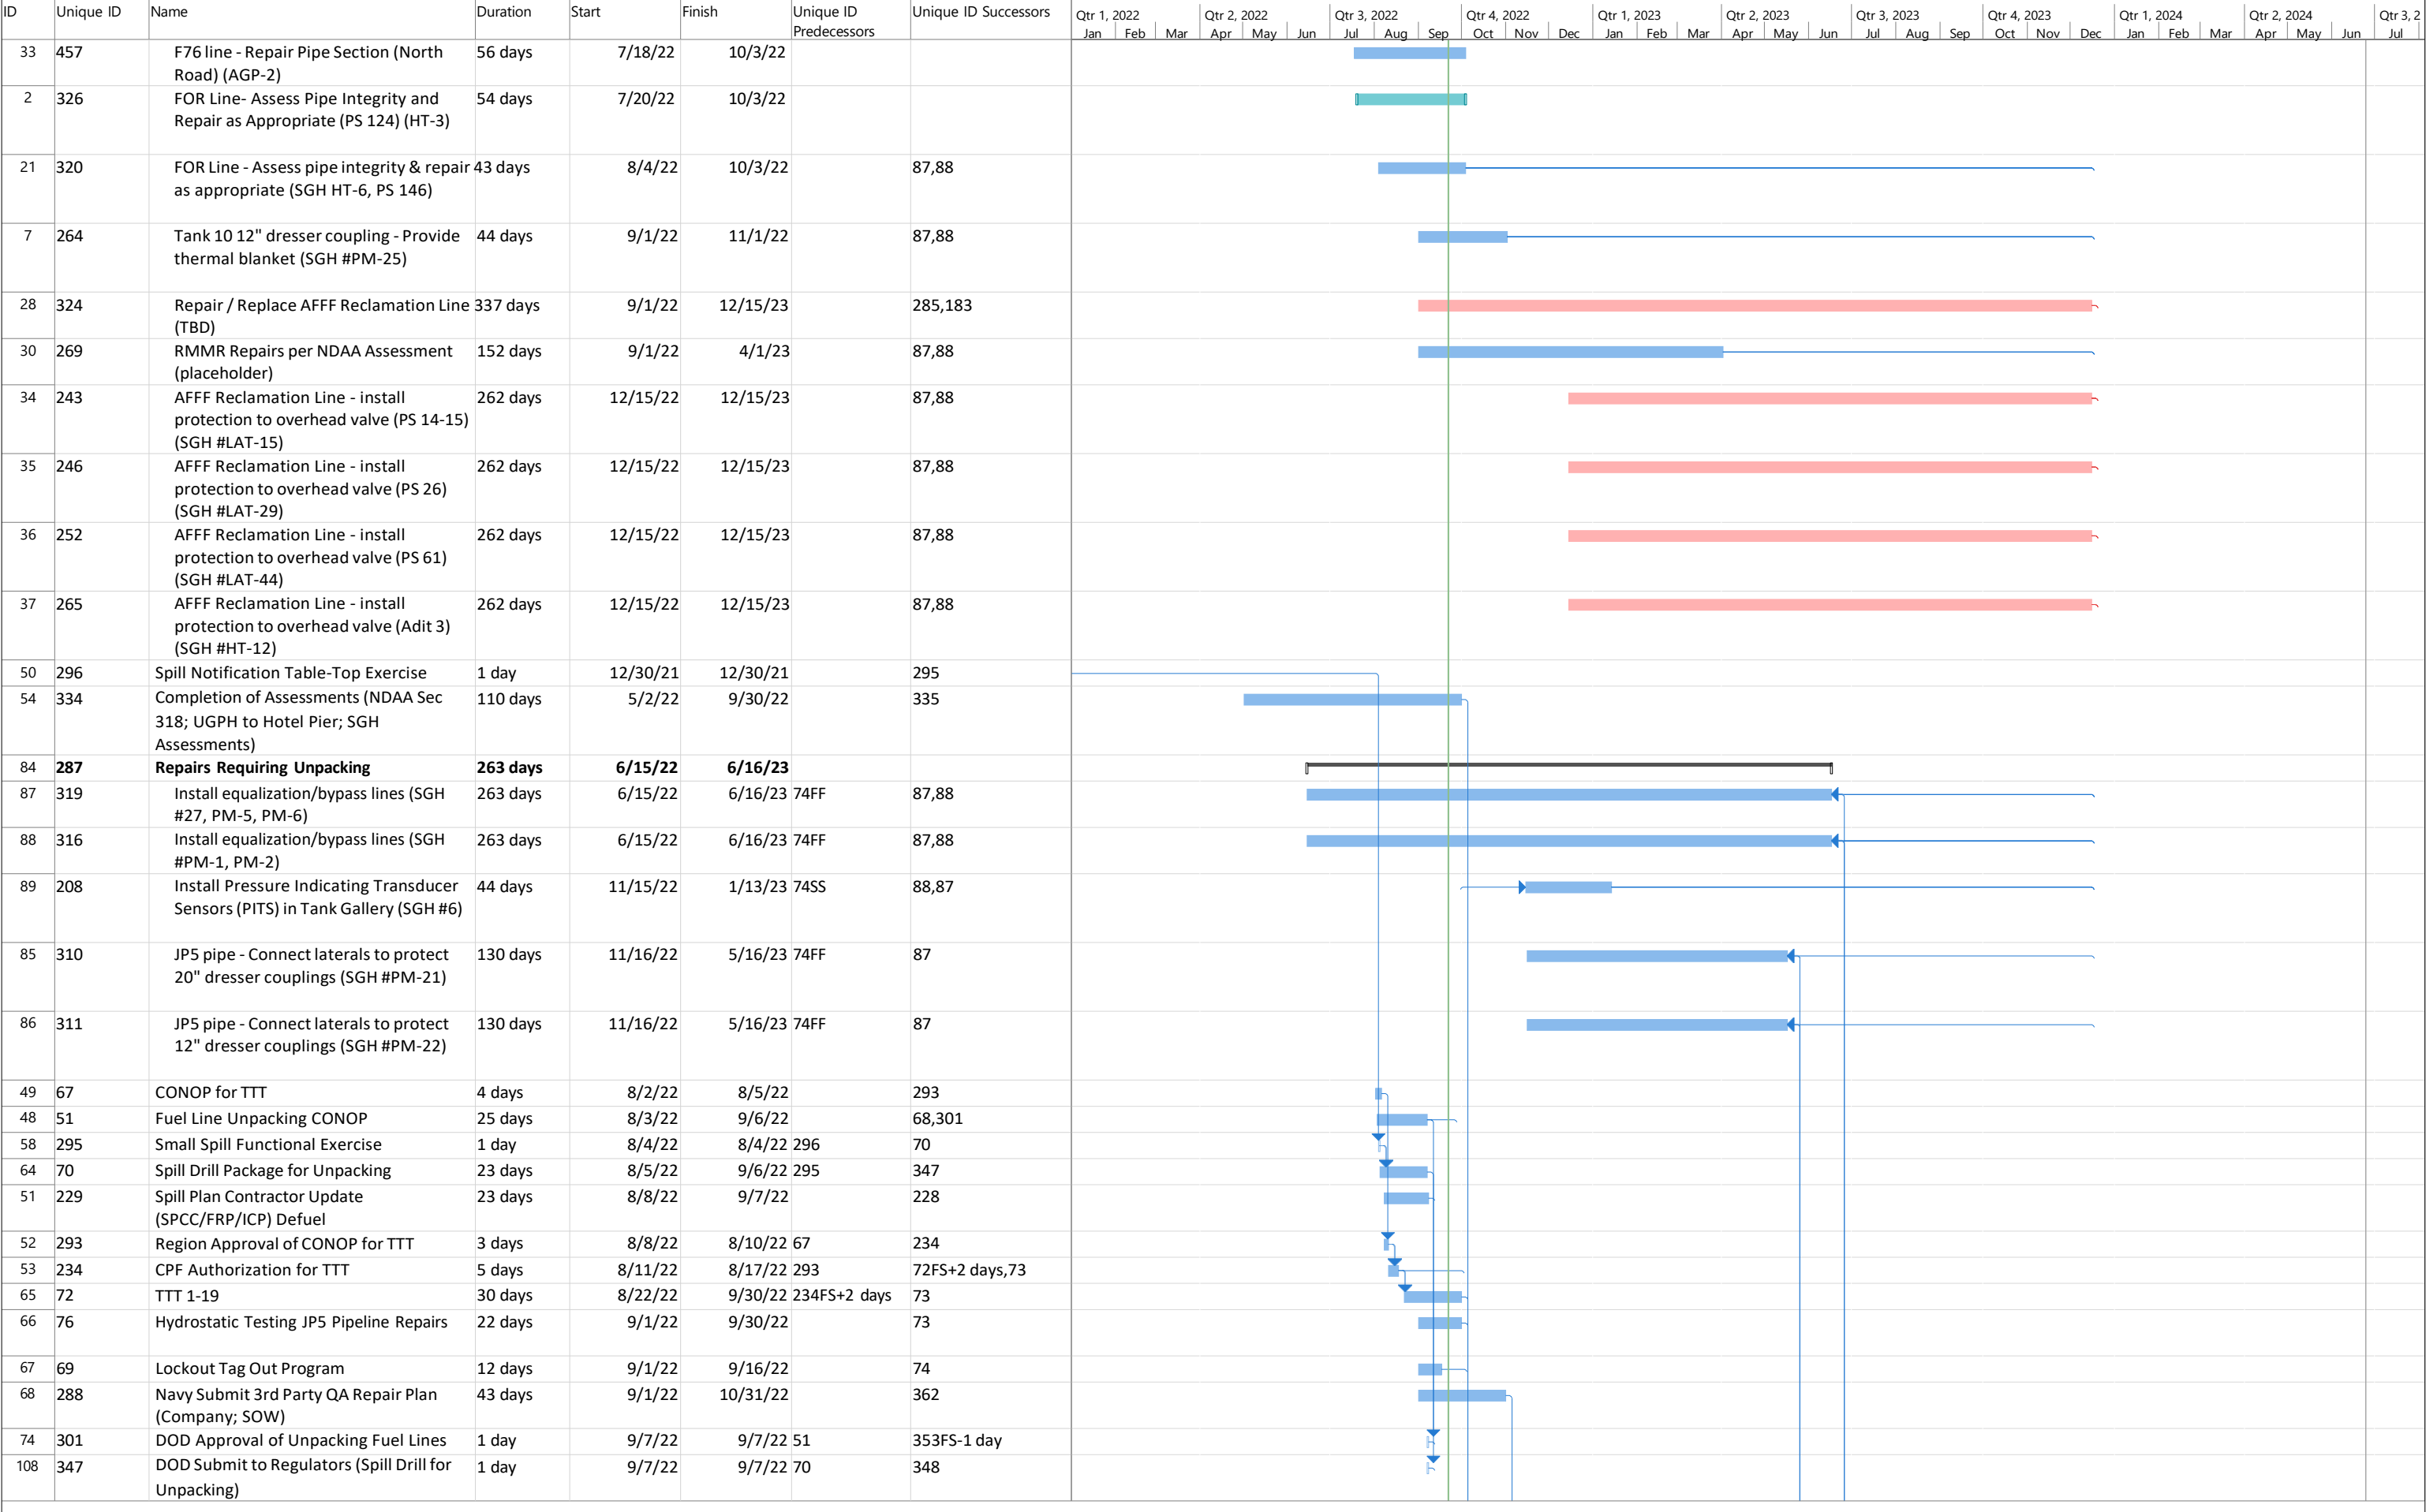 ID Unique ID Name Duration Start Finish Unique ID Predecessors Unique ID Successors
Qtr 1, 2022 Qtr 2, 2022 Qtr 3, 2022 Qtr 4, 2022 Qtr 1, 2023 Qtr 2, 2023 Qtr 3, 2023 Qtr 4, 2023 Qtr 1, 2024 Qtr 2, 2024 Qtr 3, 2
Jan Feb Mar Apr May Jun Jul Aug Sep Oct Nov Dec Jan Feb Mar Apr May Jun Jul Aug Sep Oct Nov Dec Jan Feb Mar Apr May Jun Jul
33 457 F76 line - Repair Pipe Section (North 56 days 7/18/22 10/3/22
Road) (AGP-2)
2 326 FOR Line- Assess Pipe Integrity and 54 days 7/20/22 10/3/22
Repair as Appropriate (PS 124) (HT-3)
21 320 FOR Line - Assess pipe integrity & repair 43 days 8/4/22 10/3/22 87,88
as appropriate (SGH HT-6, PS 146)
7 264 Tank 10 12" dresser coupling - Provide 44 days 9/1/22 11/1/22 87,88
thermal blanket (SGH #PM-25)
28 324 Repair / Replace AFFF Reclamation Line 337 days 9/1/22 12/15/23 285,183
(TBD)
30 269 RMMR Repairs per NDAA Assessment 152 days 9/1/22 4/1/23 87,88
(placeholder)
34 243 AFFF Reclamation Line - install 262 days 12/15/22 12/15/23 87,88
protection to overhead valve (PS 14-15)
(SGH #LAT-15)
35 246 AFFF Reclamation Line - install 262 days 12/15/22 12/15/23 87,88
protection to overhead valve (PS 26)
(SGH #LAT-29)
36 252 AFFF Reclamation Line - install 262 days 12/15/22 12/15/23 87,88
protection to overhead valve (PS 61)
(SGH #LAT-44)
37 265 AFFF Reclamation Line - install 262 days 12/15/22 12/15/23 87,88
protection to overhead valve (Adit 3)
(SGH #HT-12)
50 296 Spill Notification Table-Top Exercise 1 day 12/30/21 12/30/21 295
54 334 Completion of Assessments (NDAA Sec 110 days 5/2/22 9/30/22 335
318; UGPH to Hotel Pier; SGH
Assessments)
84 287 Repairs Requiring Unpacking 263 days 6/15/22 6/16/23
87 319 Install equalization/bypass lines (SGH 263 days 6/15/22 6/16/23 74FF 87,88
#27, PM-5, PM-6)
88 316 Install equalization/bypass lines (SGH 263 days 6/15/22 6/16/23 74FF 87,88
#PM-1, PM-2)
89 208 Install Pressure Indicating Transducer 44 days 11/15/22 1/13/23 74SS 88,87
Sensors (PITS) in Tank Gallery (SGH #6)
85 310 JP5 pipe - Connect laterals to protect 130 days 11/16/22 5/16/23 74FF 87
20" dresser couplings (SGH #PM-21)
86 311 JP5 pipe - Connect laterals to protect 130 days 11/16/22 5/16/23 74FF 87
12" dresser couplings (SGH #PM-22)
49 67 CONOP for TTT 4 days 8/2/22 8/5/22 293
48 51 Fuel Line Unpacking CONOP 25 days 8/3/22 9/6/22 68,301
58 295 Small Spill Functional Exercise 1 day 8/4/22 8/4/22 296 70
64 70 Spill Drill Package for Unpacking 23 days 8/5/22 9/6/22 295 347
51 229 Spill Plan Contractor Update 23 days 8/8/22 9/7/22 228
(SPCC/FRP/ICP) Defuel
52 293 Region Approval of CONOP for TTT 3 days 8/8/22 8/10/22 67 234
53 234 CPF Authorization for TTT 5 days 8/11/22 8/17/22 293 72FS+2 days,73
65 72 TTT 1-19 30 days 8/22/22 9/30/22 234FS+2 days 73
66 76 Hydrostatic Testing JP5 Pipeline Repairs 22 days 9/1/22 9/30/22 73
67 69 Lockout Tag Out Program 12 days 9/1/22 9/16/22 74
68 288 Navy Submit 3rd Party QA Repair Plan 43 days 9/1/22 10/31/22 362
(Company; SOW)
74 301 DOD Approval of Unpacking Fuel Lines 1 day 9/7/22 9/7/22 51 353FS-1 day
108 347 DOD Submit to Regulators (Spill Drill for 1 day 9/7/22 9/7/22 70 348
Unpacking)